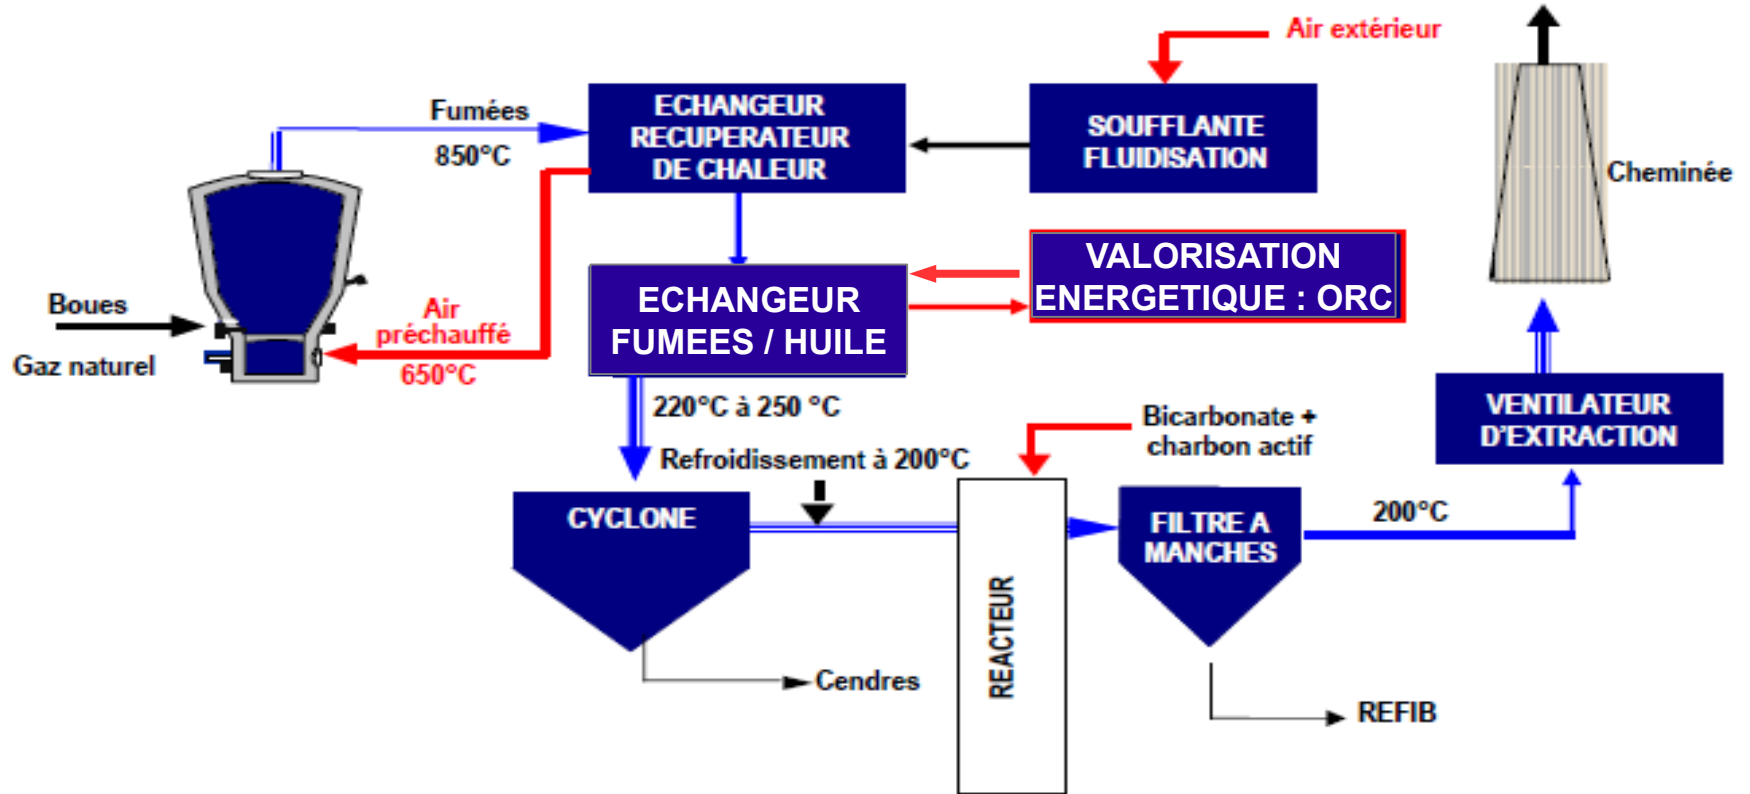 Air extérieur
Fumées
850°C
ECHANGEUR
RECUPERATEUR
DE CHALEUR
SOUFFLANTE
FLUIDISATION
Cheminée
VALORISATION
ENERGETIQUE : ORC
ECHANGEUR
FUMEES / HUILE
Boues
Gaz naturel
Air
préchauffé
650°C
220°C à 250 °C
Refroidissement à 200°C
Bicarbonate +
charbon actif
VENTILATEUR
D'EXTRACTION
CYCLONE
REACTEUR
FILTRE A
MANCHES
200°C
Cendres
REFIB